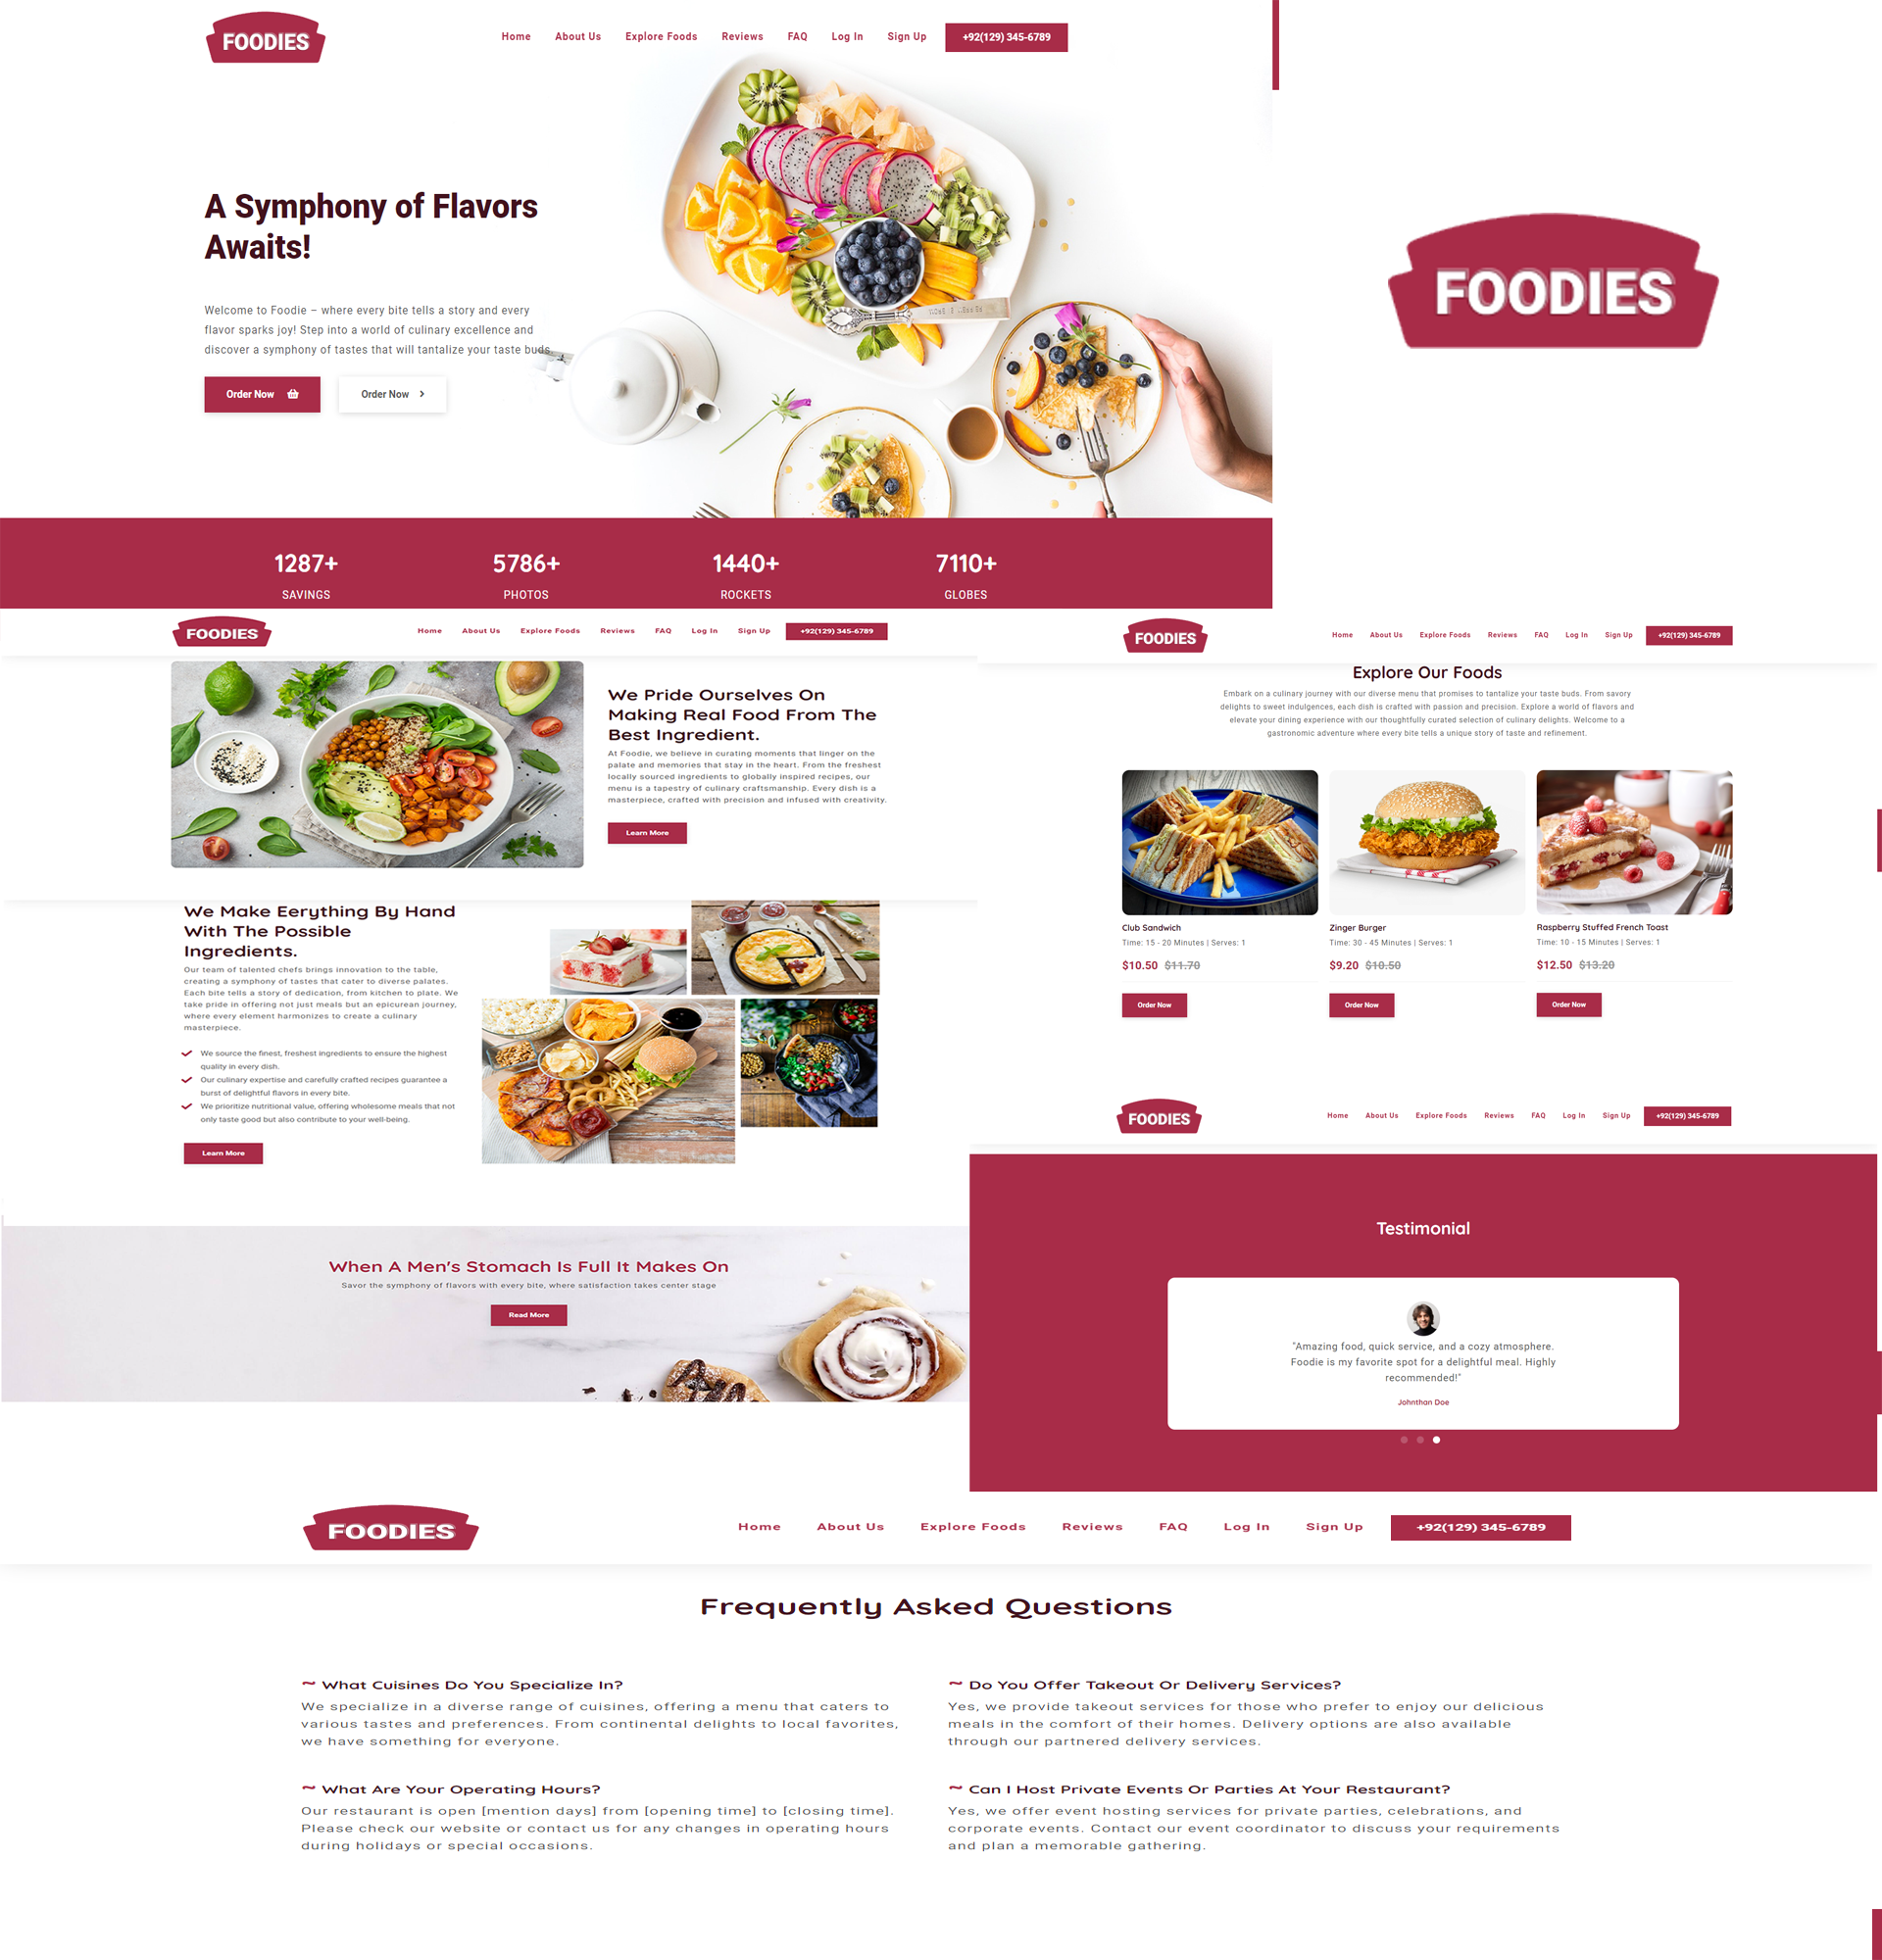 FOODIES
Home About Us Explore Foods Reviews FAQ Log In Sign Up +92(129) 345-6789
A Symphony of Flavors
Awaits!
Welcome to Foodie – where every bite tells a story and every
flavor sparks joy! Step into a world of culinary excellence and
discover a symphony of tastes that will tantalize your taste buds
Order Now
Order Now
FOODIES
1287+ 5786+ 1440+ 7110+
SAVINGS PHOTOS ROCKETS GLOBES
FOODIES
Home About Us Explore Foods Reviews FAQ Log In Sign Up +92(129) 345-6789
We Pride Ourselves On
Making Real Food From The
Best Ingredient.
At Foodie, we believe in curating moments that linger on the
palate and memories that stay in the heart. From the freshest
locally sourced ingredients to globally inspired recipes, our
menu is a tapestry of culinary craftsmanship. Every dish is a
masterpiece, crafted with precision and infused with creativity.
Learn More
We Make Eerything By Hand
With The Possible
Ingredients.
Our team of talented chefs brings innovation to the table,
creating a symphony of tastes that cater to diverse palates.
Each bite tells a story of dedication, from kitchen to plate. We
take pride in offering not just meals but an epicurean journey,
where every element harmonizes to create a culinary
masterpiece.
We source the finest, freshest ingredients to ensure the highest
quality in every dish.
Our culinary expertise and carefully crafted recipes guarantee a
burst of delightful flavors in every bite.
We prioritize nutritional value, offering wholesome meals that not
only taste good but also contribute to your well-being.
Learn More
When A Men's Stomach Is Full It Makes On
Savor the symphony of flavors with every bite, where satisfaction takes center stage
Read More
FOODIES
Home About Us Explore Foods Reviews FAQ Log In Sign Up +92(129) 345-6789
Explore Our Foods
Embark on a culinary journey with our diverse menu that promises to tantalize your taste buds. From savory
delights to sweet indulgences, each dish is crafted with passion and precision. Explore a world of flavors and
elevate your dining experience with our thoughtfully curated selection of culinary delights. Welcome to a
gastronomic adventure where every bite tells a unique story of taste and refinement.
Club Sandwich
Time: 15 - 20 Minutes | Serves: 1
$10.50 $11.70
Order Now
Zinger Burger
Time: 30 - 45 Minutes | Serves: 1
$9.20 $10.50
Order Now
Raspberry Stuffed French Toast
Time: 10 - 15 Minutes | Serves: 1
$12.50 $13.20
Order Now
FOODIES
Home About Us Explore Foods Reviews FAQ Log In Sign Up +92(129) 345-6789
Testimonial
"Amazing food, quick service, and a cozy atmosphere.
Foodie is my favorite spot for a delightful meal. Highly
recommended!"
Johnthan Doe
FOODIES
Home About Us Explore Foods Reviews FAQ Log In Sign Up +92(129) 345-6789
Frequently Asked Questions
~ What Cuisines Do You Specialize In?
We specialize in a diverse range of cuisines, offering a menu that caters to
various tastes and preferences. From continental delights to local favorites,
we have something for everyone.
~ Do You Offer Takeout Or Delivery Services?
Yes, we provide takeout services for those who prefer to enjoy our delicious
meals in the comfort of their homes. Delivery options are also available
through our partnered delivery services.
~ What Are Your Operating Hours?
Our restaurant is open [mention days] from [opening time] to [closing time].
Please check our website or contact us for any changes in operating hours
during holidays or special occasions.
~ Can I Host Private Events Or Parties At Your Restaurant?
Yes, we offer event hosting services for private parties, celebrations, and
corporate events. Contact our event coordinator to discuss your requirements
and plan a memorable gathering.